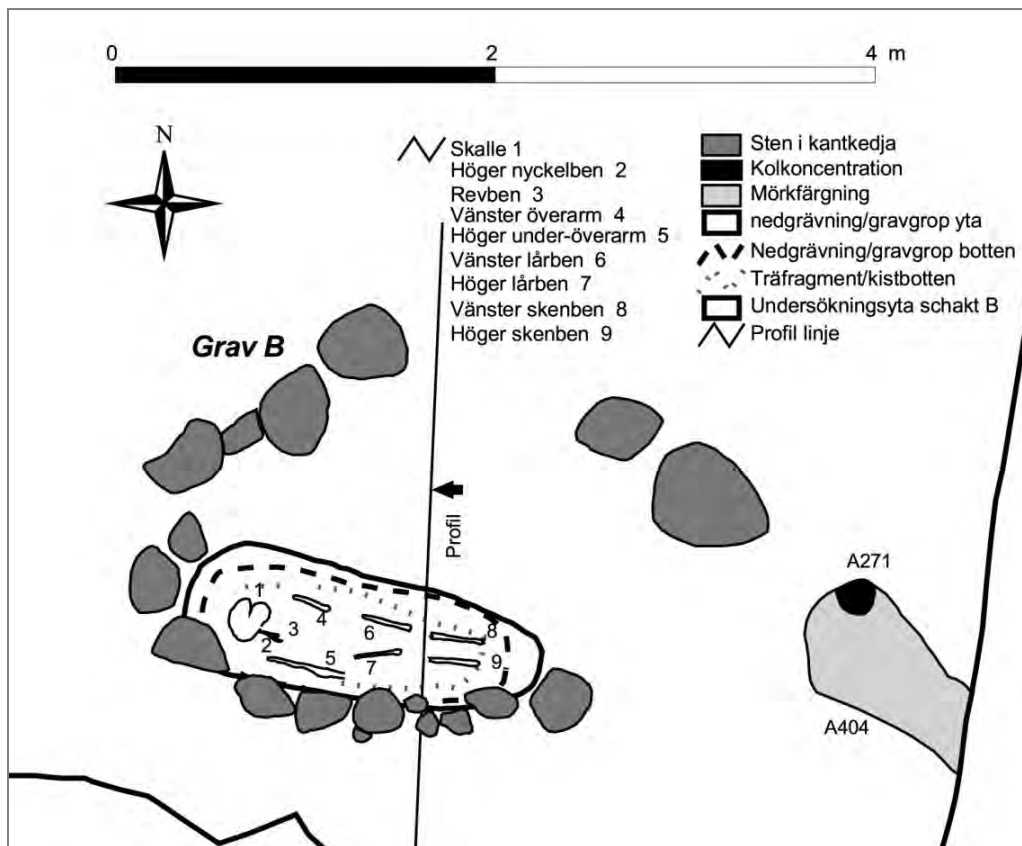 0 2 4 m
N
Skalle 1
Höger nyckelben 2
Revben 3
Vänster överarm 4
Höger under-överarm 5
Vänster lårben 6
Höger lårben 7
Vänster skenben 8
Höger skenben 9
Sten i kantkedja
Kolkoncentration
Mörkfärgning
nedgrävning/gravgrop yta
Nedgrävning/gravgrop botten
Träfragment/kistbotten
Undersökningsyta schakt B
Profil linje
Grav B
Profil
A271
1
4
3
6
8
2
5
7
9
A404